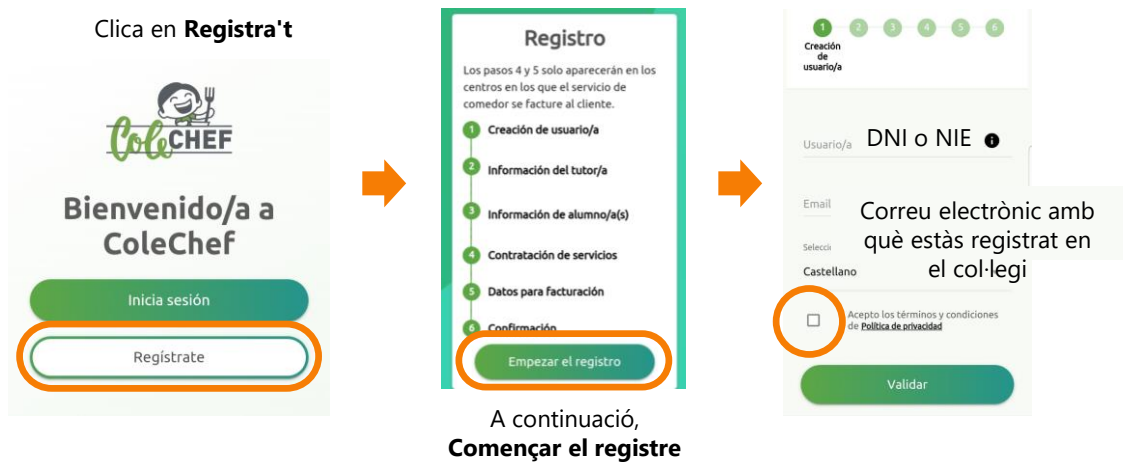 Clica en Registra't
ColeCHEF
Bienvenido/a a
ColeChef
Inicia sesión
Regístrate
Registro
Los pasos 4 y 5 solo aparecerán en los
centros en los que el servicio de
comedor se facture al cliente.
1 Creación de usuario/a
2 Información del tutor/a
3 Información de alumno/a(s)
4 Contratación de servicios
5 Datos para facturación
6 Confirmación
Empezar el registro
A continuació,
Començar el registre
1 2 3 4 5 6
Creación
de
usuario/a
Usuario/a DNI o NIE
Email
Correu electrònic amb
què estàs registrat en
el col·legi
Castellano
Acepto los términos y condiciones
de Política de privacidad
Validar